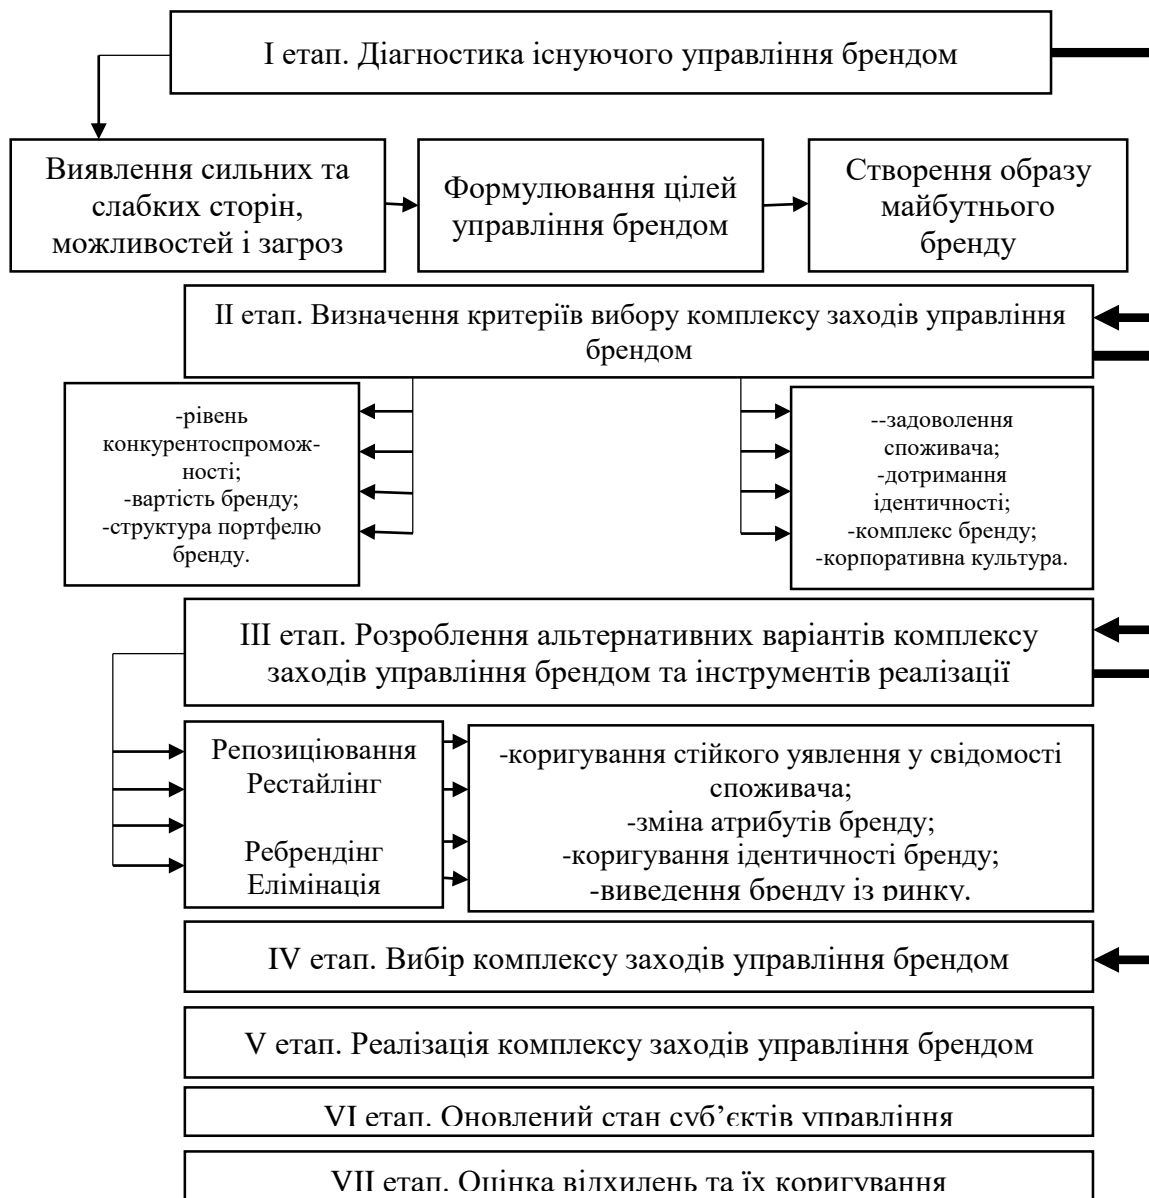 I етап. Діагностика існуючого управління брендом
Виявлення сильних та
слабких сторін,
можливостей і загроз
Формулювання цілей
управління брендом
Створення образу
майбутнього
бренду
II етап. Визначення критеріїв вибору комплексу заходів управління
брендом
-рівень
конкурентоспромож-
ності;
-вартість бренду;
-структура портфелю
бренду.
--задоволення
споживача;
-дотримання
ідентичності;
-комплекс бренду;
-корпоративна культура.
III етап. Розроблення альтернативних варіантів комплексу
заходів управління брендом та інструментів реалізації
Репозиціювання
Рестайлінг
Ребрендінг
Елімінація
-коригування стійкого уявлення у свідомості
споживача;
-зміна атрибутів бренду;
-коригування ідентичності бренду;
-виведення бренду із ринку.
IV етап. Вибір комплексу заходів управління брендом
V етап. Реалізація комплексу заходів управління брендом
VI етап. Оновлений стан суб’єктів управління
VII етап. Оцінка відхилень та їх коригування